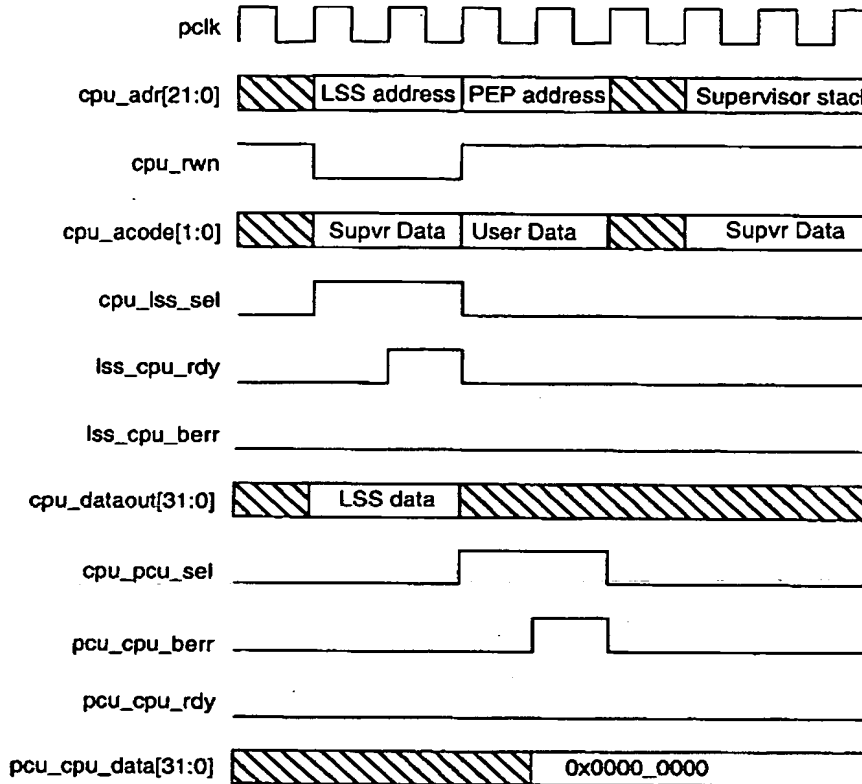 pclk
cpu_adr[21:0] LSS address PEP address Supervisor stack
cpu_rwn
cpu_acode[1:0] Supvr Data User Data Supvr Data
cpu_lss_sel
lss_cpu_rdy
lss_cpu_berr
cpu_dataout[31:0] LSS data
cpu_pcu_sel
pcu_cpu_berr
pcu_cpu_rdy
pcu_cpu_data[31:0] 0x0000_0000